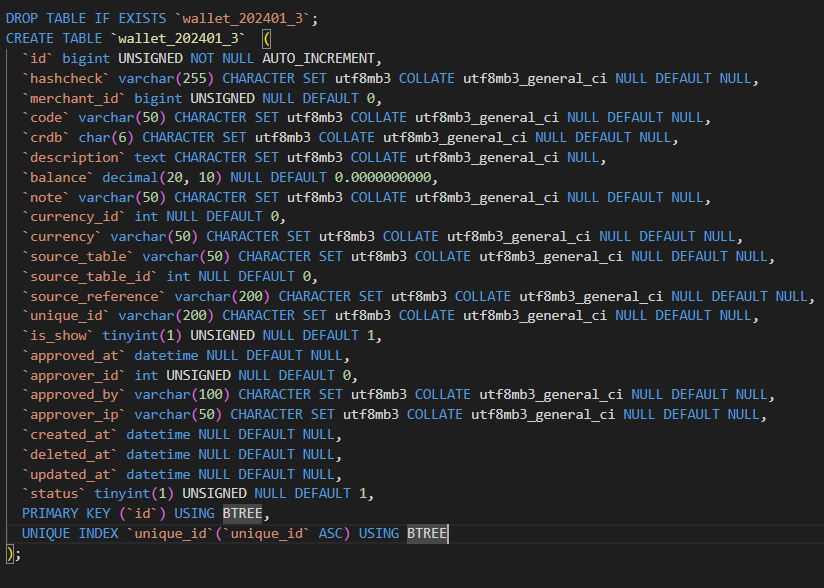 DROP TABLE IF EXISTS `wallet_202401_3`;
CREATE TABLE `wallet_202401_3`  (
  `id` bigint UNSIGNED NOT NULL AUTO_INCREMENT,
  `hashcheck` varchar(255) CHARACTER SET utf8mb3 COLLATE utf8mb3_general_ci NULL DEFAULT NULL,
  `merchant_id` bigint UNSIGNED NULL DEFAULT 0,
  `code` varchar(50) CHARACTER SET utf8mb3 COLLATE utf8mb3_general_ci NULL DEFAULT NULL,
  `crdb` char(6) CHARACTER SET utf8mb3 COLLATE utf8mb3_general_ci NULL DEFAULT NULL,
  `description` text CHARACTER SET utf8mb3 COLLATE utf8mb3_general_ci NULL,
  `balance` decimal(20, 10) NULL DEFAULT 0.0000000000,
  `note` varchar(50) CHARACTER SET utf8mb3 COLLATE utf8mb3_general_ci NULL DEFAULT NULL,
  `currency_id` int NULL DEFAULT 0,
  `currency` varchar(50) CHARACTER SET utf8mb3 COLLATE utf8mb3_general_ci NULL DEFAULT NULL,
  `source_table` varchar(50) CHARACTER SET utf8mb3 COLLATE utf8mb3_general_ci NULL DEFAULT NULL,
  `source_table_id` int NULL DEFAULT 0,
  `source_reference` varchar(200) CHARACTER SET utf8mb3 COLLATE utf8mb3_general_ci NULL DEFAULT NULL,
  `unique_id` varchar(200) CHARACTER SET utf8mb3 COLLATE utf8mb3_general_ci NULL DEFAULT NULL,
  `is_show` tinyint(1) UNSIGNED NULL DEFAULT 1,
  `approved_at` datetime NULL DEFAULT NULL,
  `approver_id` int UNSIGNED NULL DEFAULT 0,
  `approved_by` varchar(100) CHARACTER SET utf8mb3 COLLATE utf8mb3_general_ci NULL DEFAULT NULL,
  `approver_ip` varchar(50) CHARACTER SET utf8mb3 COLLATE utf8mb3_general_ci NULL DEFAULT NULL,
  `created_at` datetime NULL DEFAULT NULL,
  `deleted_at` datetime NULL DEFAULT NULL,
  `updated_at` datetime NULL DEFAULT NULL,
  `status` tinyint(1) UNSIGNED NULL DEFAULT 1,
  PRIMARY KEY (`id`) USING BTREE,
  UNIQUE INDEX `unique_id`(`unique_id` ASC) USING BTREE
);